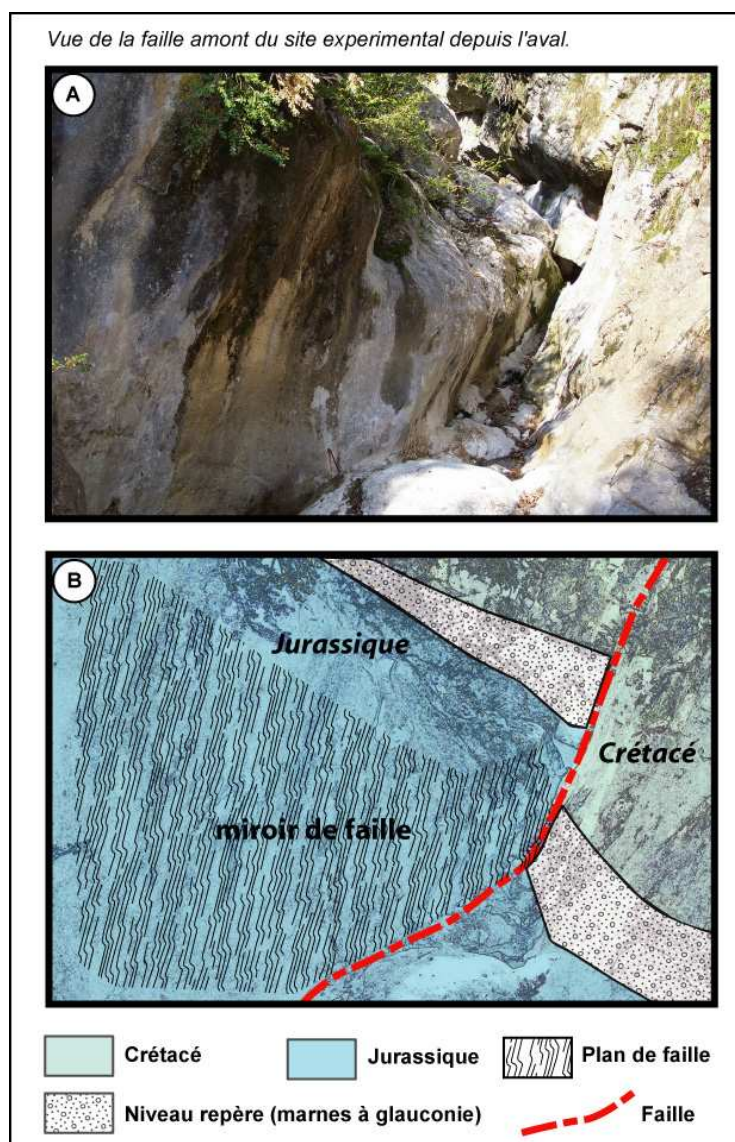 Vue de la faille amont du site experimental depuis l'aval.
A
B
Jurassique
Crétacé
miroir de faille
Crétacé
Jurassique
Plan de faille
Niveau repère (marnes à glauconie)
Faille